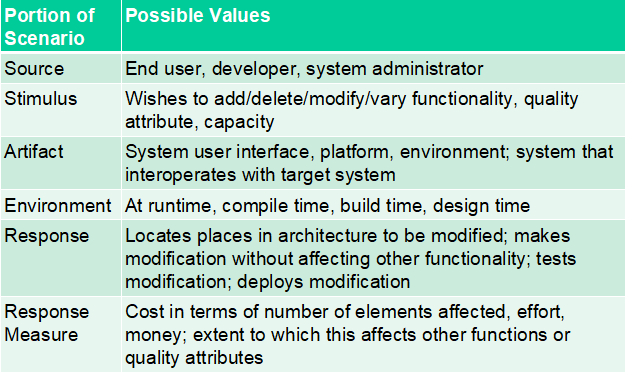 Portion of Scenario
Possible Values
Source
End user, developer, system administrator
Stimulus
Wishes to add/delete/modify/vary functionality, quality
attribute, capacity
Artifact
System user interface, platform, environment; system that
interoperates with target system
Environment
At runtime, compile time, build time, design time
Response
Locates places in architecture to be modified; makes
modification without affecting other functionality; tests
modification; deploys modification
Response
Measure
Cost in terms of number of elements affected, effort,
money; extent to which this affects other functions or
quality attributes